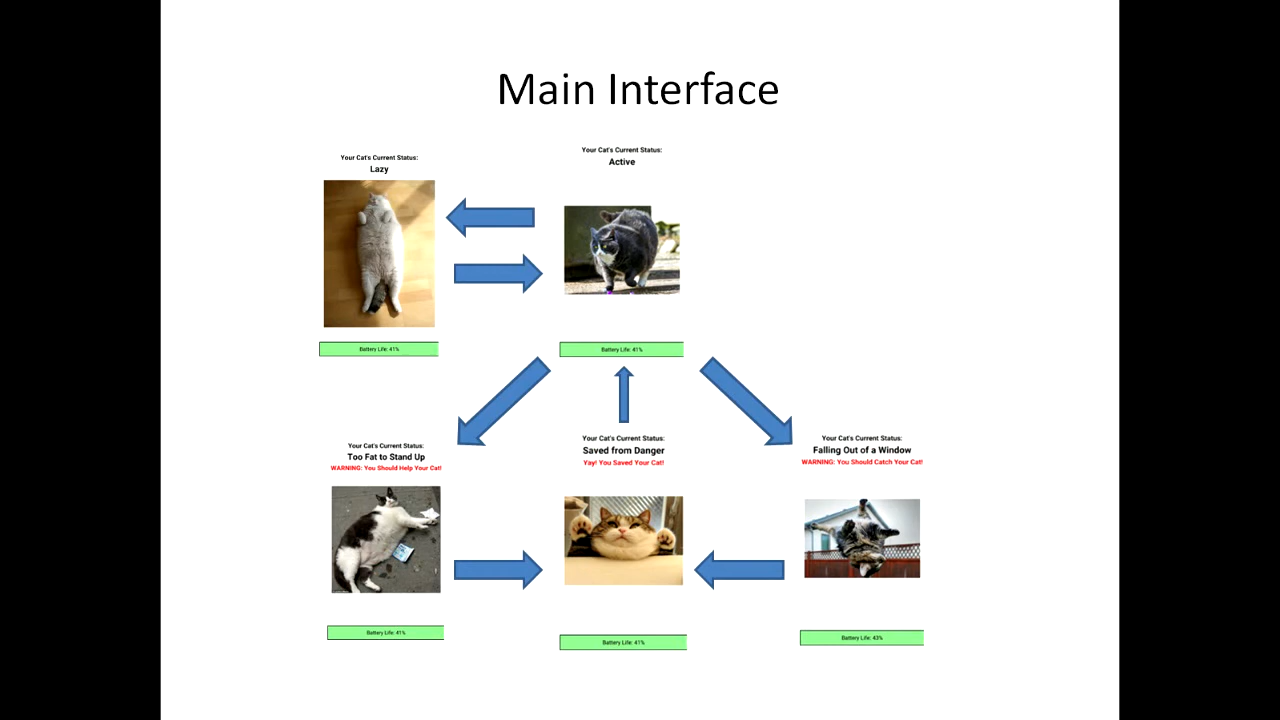 Main Interface
Your Cat's Current Status:
Lazy
Battery Life: 41%
Your Cat's Current Status:
Active
Battery Life: 41%
Your Cat's Current Status:
Too Fat to Stand Up
WARNING: You Should Help Your Cat!
Battery Life: 41%
Your Cat's Current Status:
Saved from Danger
Yay! You Saved Your Cat!
Battery Life: 41%
Your Cat's Current Status:
Falling Out of a Window
WARNING: You Should Catch Your Cat!
Battery Life: 43%